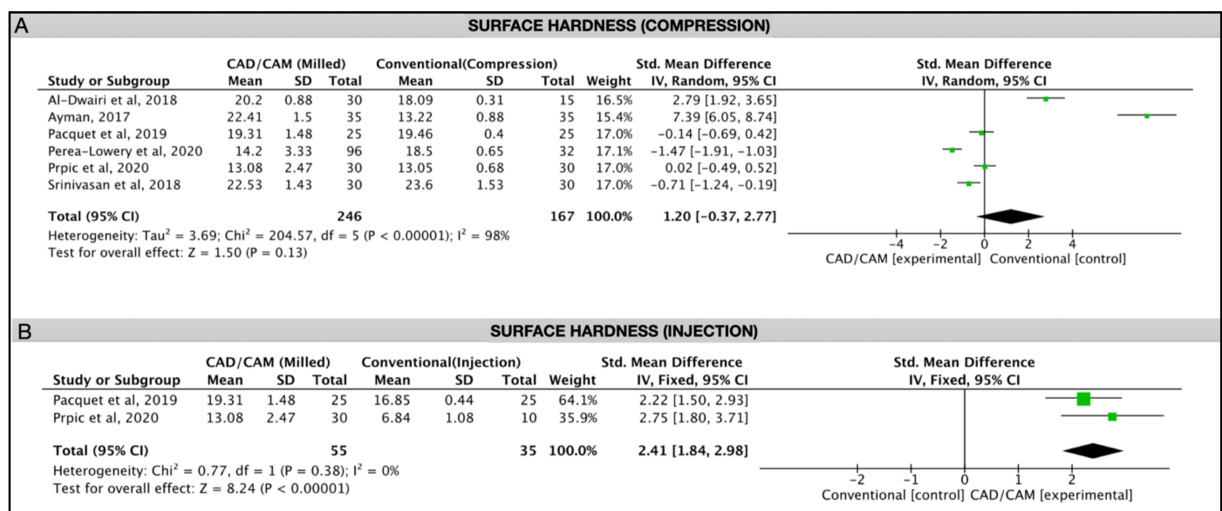 A SURFACE HARDNESS (COMPRESSION)
CAD/CAM (Milled) Conventional(Compression) Std. Mean Difference Std. Mean Difference
Study or Subgroup Mean SD Total Mean SD Total Weight IV, Random, 95% CI IV, Random, 95% CI
Al-Dwairi et al, 2018 20.2 0.88 30 18.09 0.31 15 16.5% 2.79 [1.92, 3.65]
Ayman, 2017 22.41 1.5 35 13.22 0.88 35 15.4% 7.39 [6.05, 8.74]
Pacquet et al, 2019 19.31 1.48 25 19.46 0.4 25 17.0% −0.14 [−0.69, 0.42]
Perea-Lowery et al, 2020 14.2 3.33 96 18.5 0.65 32 17.1% −1.47 [−1.91, −1.03]
Prpic et al, 2020 13.08 2.47 30 13.05 0.68 30 17.0% 0.02 [−0.49, 0.52]
Srinivasan et al, 2018 22.53 1.43 30 23.6 1.53 30 17.0% −0.71 [−1.24, −0.19]
Total (95% CI) 246 167 100.0% 1.20 [−0.37, 2.77]
Heterogeneity: Tau² = 3.69; Chi² = 204.57, df = 5 (P < 0.00001); I² = 98%
Test for overall effect: Z = 1.50 (P = 0.13)
−4 −2 0 2 4
CAD/CAM [experimental] Conventional [control]
B SURFACE HARDNESS (INJECTION)
CAD/CAM (Milled) Conventional(Injection) Std. Mean Difference Std. Mean Difference
Study or Subgroup Mean SD Total Mean SD Total Weight IV, Fixed, 95% CI IV, Fixed, 95% CI
Pacquet et al, 2019 19.31 1.48 25 16.85 0.44 25 64.1% 2.22 [1.50, 2.93]
Prpic et al, 2020 13.08 2.47 30 6.84 1.08 10 35.9% 2.75 [1.80, 3.71]
Total (95% CI) 55 35 100.0% 2.41 [1.84, 2.98]
Heterogeneity: Chi² = 0.77, df = 1 (P = 0.38); I² = 0%
Test for overall effect: Z = 8.24 (P < 0.00001)
−2 −1 0 1 2
Conventional [control] CAD/CAM [experimental]